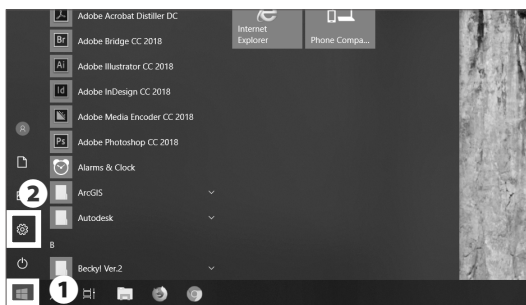 Adobe Acrobat Distiller DC
Br Adobe Bridge CC 2018
Ai Adobe Illustrator CC 2018
Id Adobe InDesign CC 2018
Adobe Media Encoder CC 2018
Ps Adobe Photoshop CC 2018
Alarms & Clock
ArcGIS
Autodesk
B
Becky! Ver.2
Internet
Explorer
Phone Compa...
2
1